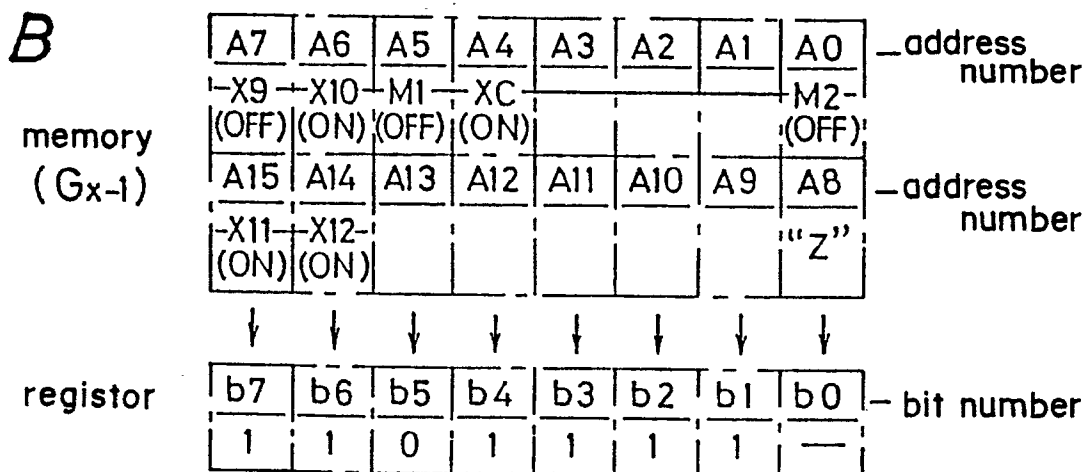 B
A7 A6 A5 A4 A3 A2 A1 A0 address number
X9 X10 M1 XC M2
(OFF) (ON) (OFF) (ON) (OFF)
memory
(Gx-1)
A15 A14 A13 A12 A11 A10 A9 A8 address number
X11 X12 "Z"
(ON) (ON)
↓ ↓ ↓ ↓ ↓ ↓ ↓ ↓
registor b7 b6 b5 b4 b3 b2 b1 b0 bit number
1 1 0 1 1 1 1 —